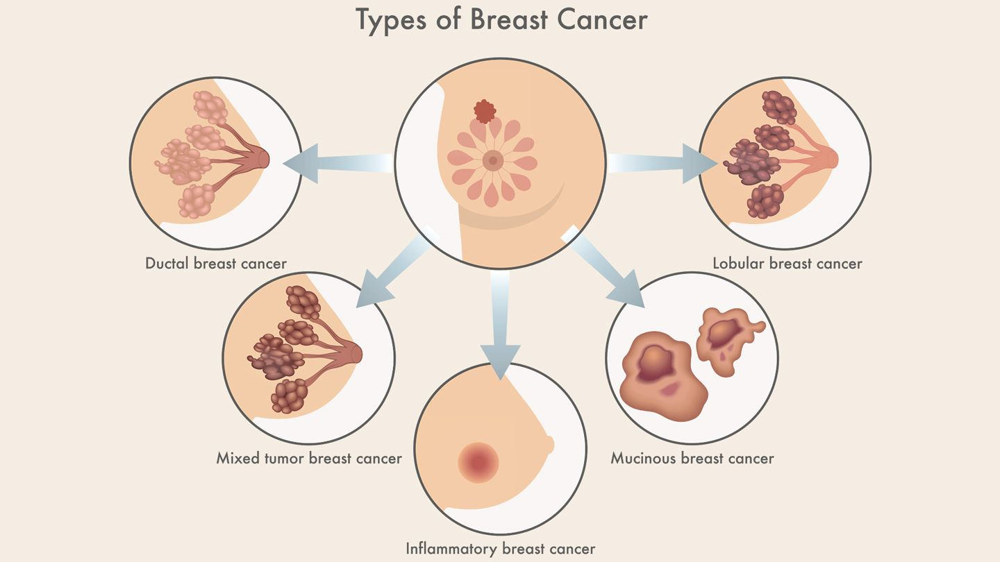 Types of Breast Cancer
Ductal breast cancer
Lobular breast cancer
Mixed tumor breast cancer
Mucinous breast cancer
Inflammatory breast cancer